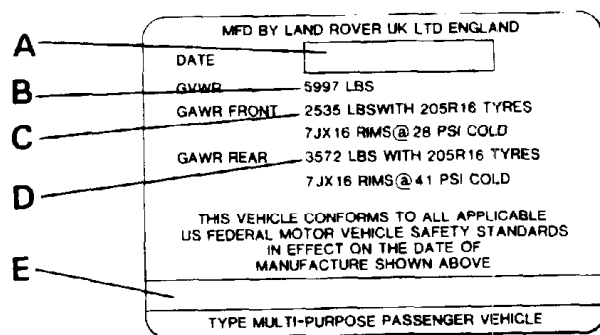 MFD BY LAND ROVER UK LTD ENGLAND
A
DATE
B
GVWR 5997 LBS
C
GAWR FRONT 2535 LBSWITH 205R16 TYRES
7JX16 RIMS@ 28 PSI COLD
GAWR REAR 3572 LBS WITH 205R16 TYRES
D
7JX16 RIMS@ 41 PSI COLD
THIS VEHICLE CONFORMS TO ALL APPLICABLE
US FEDERAL MOTOR VEHICLE SAFETY STANDARDS
IN EFFECT ON THE DATE OF
MANUFACTURE SHOWN ABOVE
E
TYPE MULTI-PURPOSE PASSENGER VEHICLE